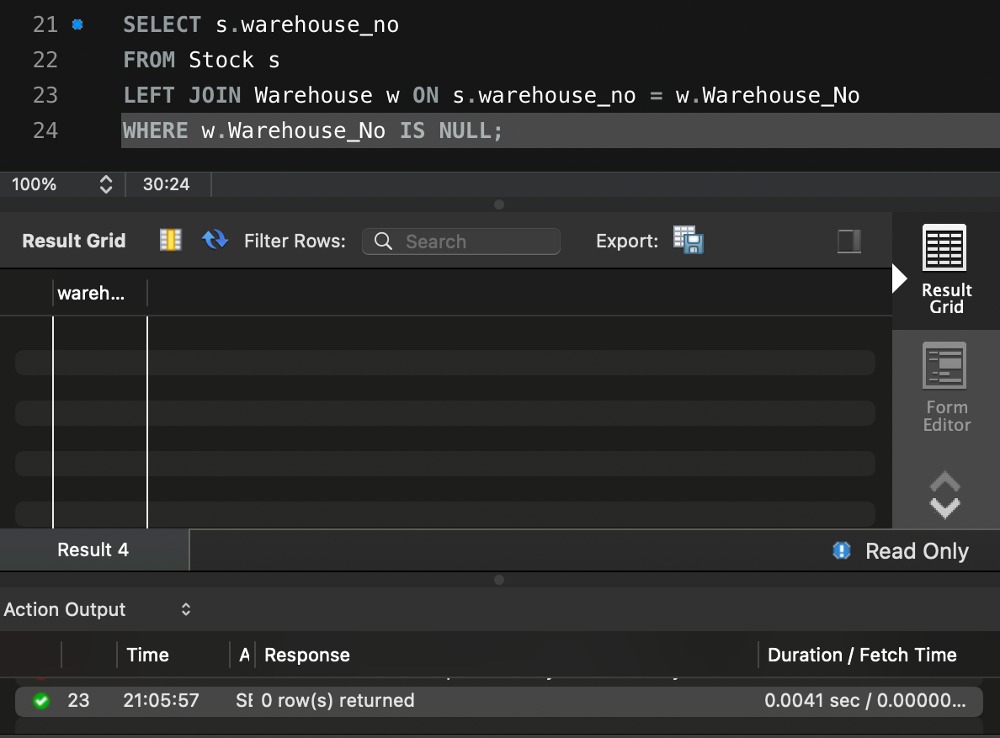 21 SELECT s.warehouse_no
22 FROM Stock s
23 LEFT JOIN Warehouse w ON s.warehouse_no = w.Warehouse_No
24 WHERE w.Warehouse_No IS NULL;
100% 30:24
Result Grid Filter Rows: Search Export:
wareh...
Result
Grid
Form
Editor
Result 4 Read Only
Action Output
Time A Response Duration / Fetch Time
23 21:05:57 SE 0 row(s) returned 0.0041 sec / 0.00000...